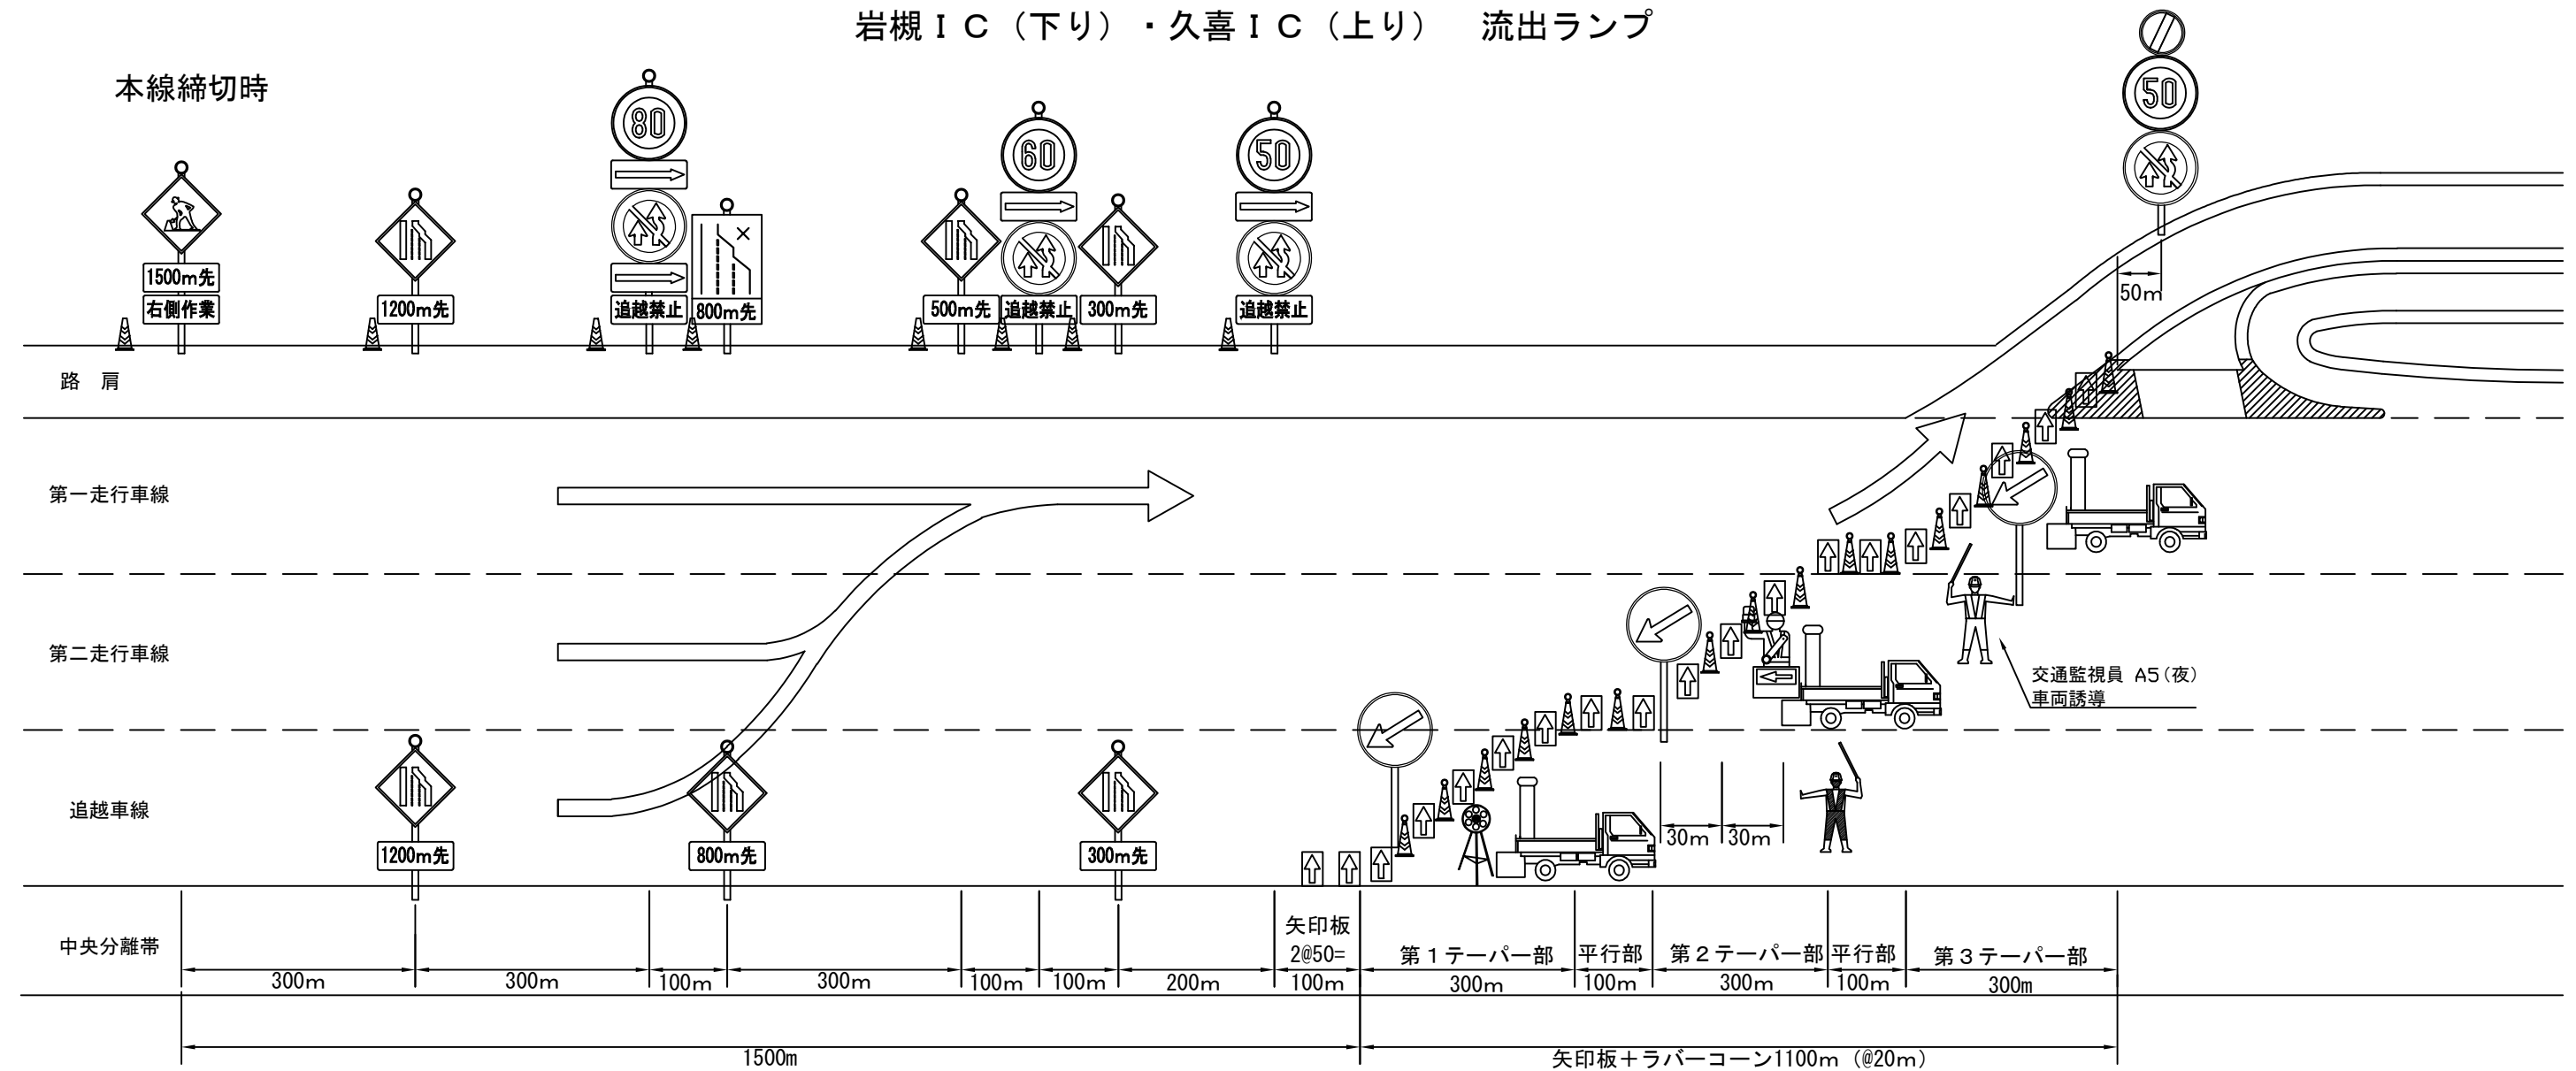 岩槻ＩＣ（下り）・久喜ＩＣ（上り）　流出ランプ
本線締切時
80
60
50
50
1500m先
右側作業
1200m先
追越禁止
800m先
500m先
追越禁止
300m先
追越禁止
50m
路　肩
第一走行車線
第二走行車線
交通監視員 A5(夜)
車両誘導
追越車線
1200m先
800m先
300m先
30m
30m
中央分離帯
矢印板
2@50=
100m
第１テーパー部
平行部
第２テーパー部
平行部
第３テーパー部
300m
300m
100m
300m
100m
100m
200m
300m
100m
300m
100m
300m
1500m
矢印板＋ラバーコーン1100m（@20m）